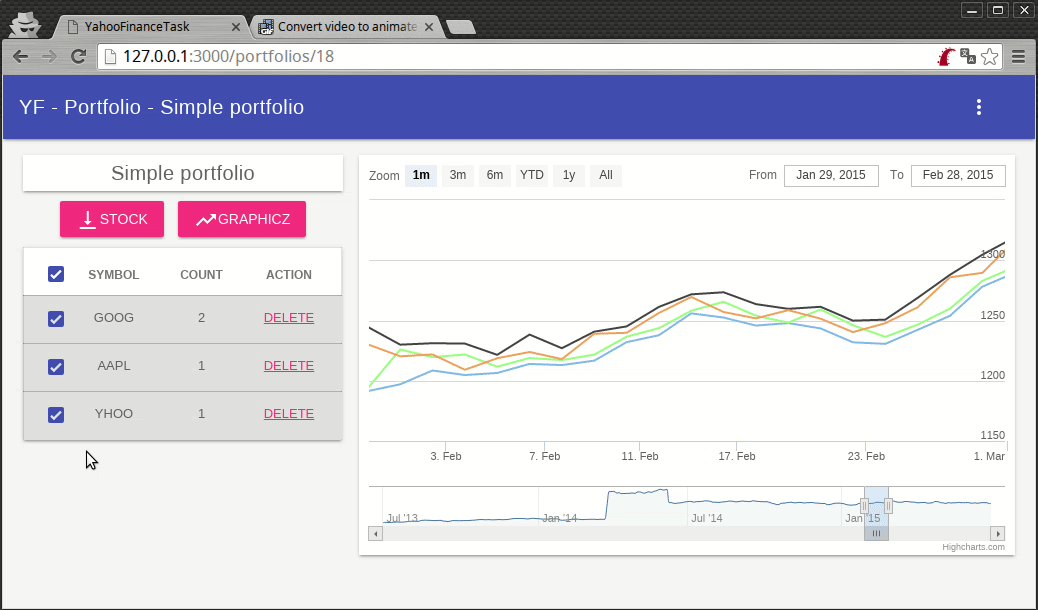 YahooFinanceTask
Convert video to animate
127.0.0.1:3000/portfolios/18
YF - Portfolio - Simple portfolio
Simple portfolio
STOCK GRAPHICZ
SYMBOL COUNT ACTION
GOOG 2 DELETE
AAPL 1 DELETE
YHOO 1 DELETE
Zoom 1m 3m 6m YTD 1y All From Jan 29, 2015 To Feb 28, 2015
1300
1250
1200
1150
3. Feb 7. Feb 11. Feb 17. Feb 23. Feb 1. Mar
Jul '13 Jan '14 Jul '14 Jan '15
Highcharts.com